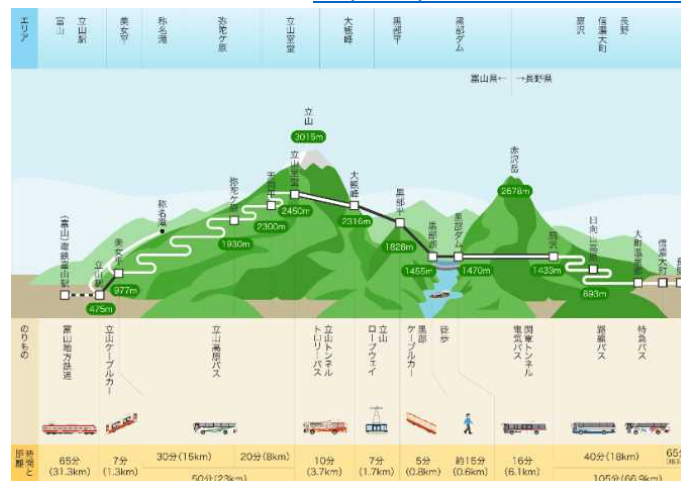 エリア
富山
立山駅
美女平
称名滝
弥陀ケ原
立山室堂
大観峰
黒部平
黒部ダム
扇沢
信濃大町
長野
富山県← →長野県
立山
3015m
赤沢岳
2678m
(富山)電鉄富山駅
立山駅
475m
美女平
977m
称名滝
弥陀ケ原
1930m
天狗平
2300m
立山室堂
2450m
大観峰
2316m
黒部平
1828m
黒部湖
1455m
黒部ダム
1470m
扇沢
1433m
日向山高原
893m
大町温泉郷
信濃大町
のりもの
富山地方鉄道
立山ケーブルカー
立山高原バス
立山トンネル
トロリーバス
立山
ロープウェイ
黒部
ケーブルカー
徒歩
関電トンネル
電気バス
路線バス
特急バス
時間と
距離
65分
(31.3km)
7分
(1.3km)
30分(15km)
20分(8km)
50分(23km)
10分
(3.7km)
7分
(1.7km)
5分
(0.8km)
約15分
(0.6km)
16分
(6.1km)
40分(18km)
105分(66.9km)
65分